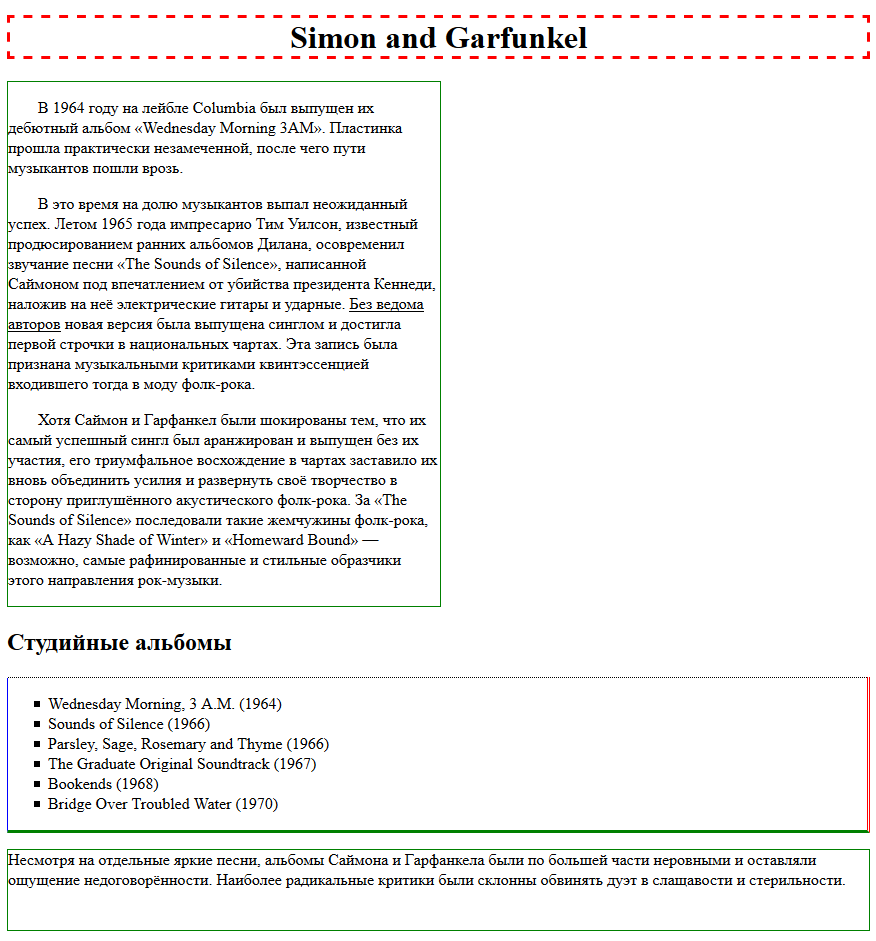 Simon and Garfunkel
В 1964 году на лейбле Columbia был выпущен их
дебютный альбом «Wednesday Morning 3AM». Пластинка
прошла практически незамеченной, после чего пути
музыкантов пошли врозь.
В это время на долю музыкантов выпал неожиданный
успех. Летом 1965 года импресарио Тим Уилсон, известный
продюсированием ранних альбомов Дилана, осовременил
звучание песни «The Sounds of Silence», написанной
Саймоном под впечатлением от убийства президента Кеннеди,
наложив на неё электрические гитары и ударные. Без ведома
авторов новая версия была выпущена синглом и достигла
первой строчки в национальных чартах. Эта запись была
признана музыкальными критиками квинтэссенцией
входившего тогда в моду фолк-рока.
Хотя Саймон и Гарфанкел были шокированы тем, что их
самый успешный сингл был аранжирован и выпущен без их
участия, его триумфальное восхождение в чартах заставило их
вновь объединить усилия и развернуть своё творчество в
сторону приглушённого акустического фолк-рока. За «The
Sounds of Silence» последовали такие жемчужины фолк-рока,
как «A Hazy Shade of Winter» и «Homeward Bound» —
возможно, самые рафинированные и стильные образчики
этого направления рок-музыки.
Студийные альбомы
Wednesday Morning, 3 A.M. (1964)
Sounds of Silence (1966)
Parsley, Sage, Rosemary and Thyme (1966)
The Graduate Original Soundtrack (1967)
Bookends (1968)
Bridge Over Troubled Water (1970)
Несмотря на отдельные яркие песни, альбомы Саймона и Гарфанкела были по большей части неровными и оставляли
ощущение недоговорённости. Наиболее радикальные критики были склонны обвинять дуэт в слащавости и стерильности.